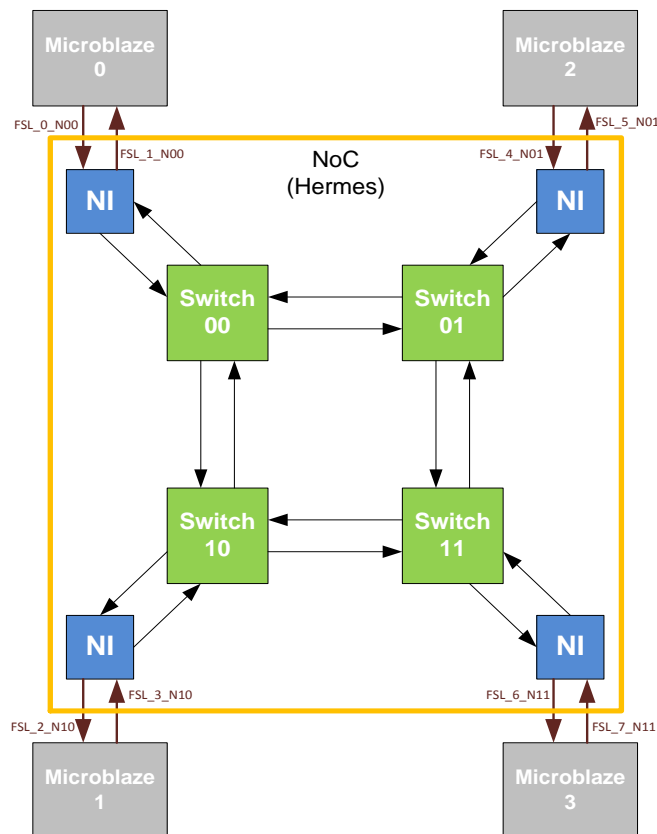 Microblaze
0
Microblaze
2
FSL_0_N00
FSL_5_N01
FSL_1_N00
NoC
(Hermes)
FSL_4_N01
NI
NI
Switch
00
Switch
01
Switch
10
Switch
11
NI
NI
FSL_3_N10
FSL_6_N11
FSL_2_N10
FSL_7_N11
Microblaze
1
Microblaze
3